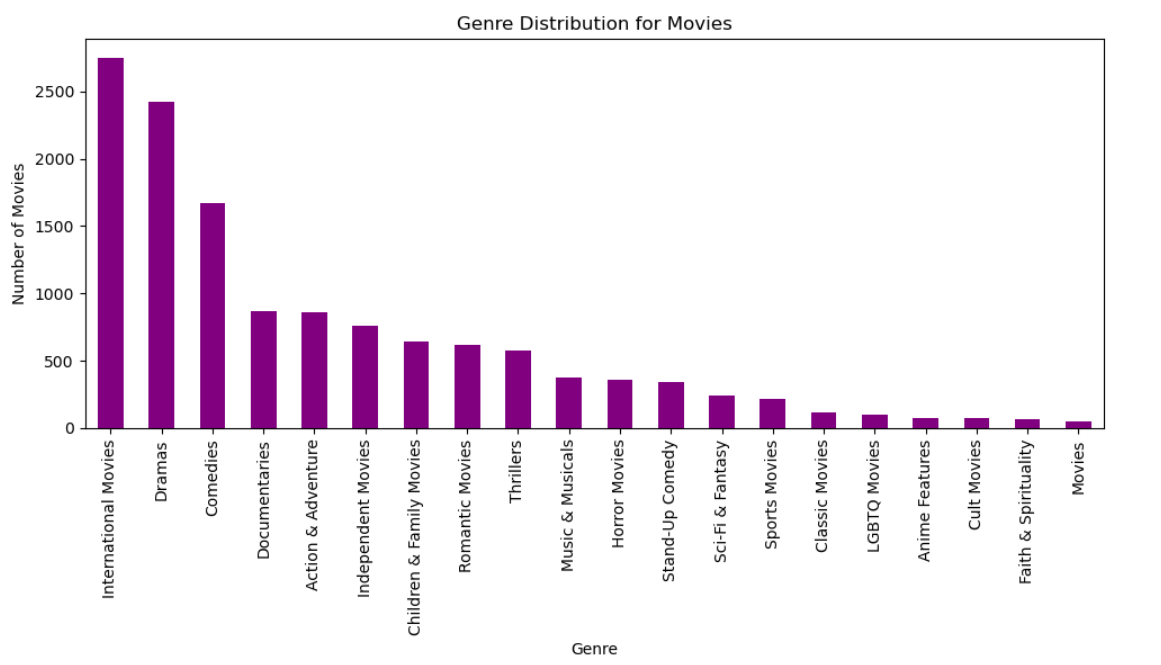 Genre Distribution for Movies
Number of Movies
2500
2000
1500
1000
500
0
International Movies
Dramas
Comedies
Documentaries
Action & Adventure
Independent Movies
Children & Family Movies
Romantic Movies
Thrillers
Music & Musicals
Horror Movies
Stand-Up Comedy
Sci-Fi & Fantasy
Sports Movies
Classic Movies
LGBTQ Movies
Anime Features
Cult Movies
Faith & Spirituality
Movies
Genre